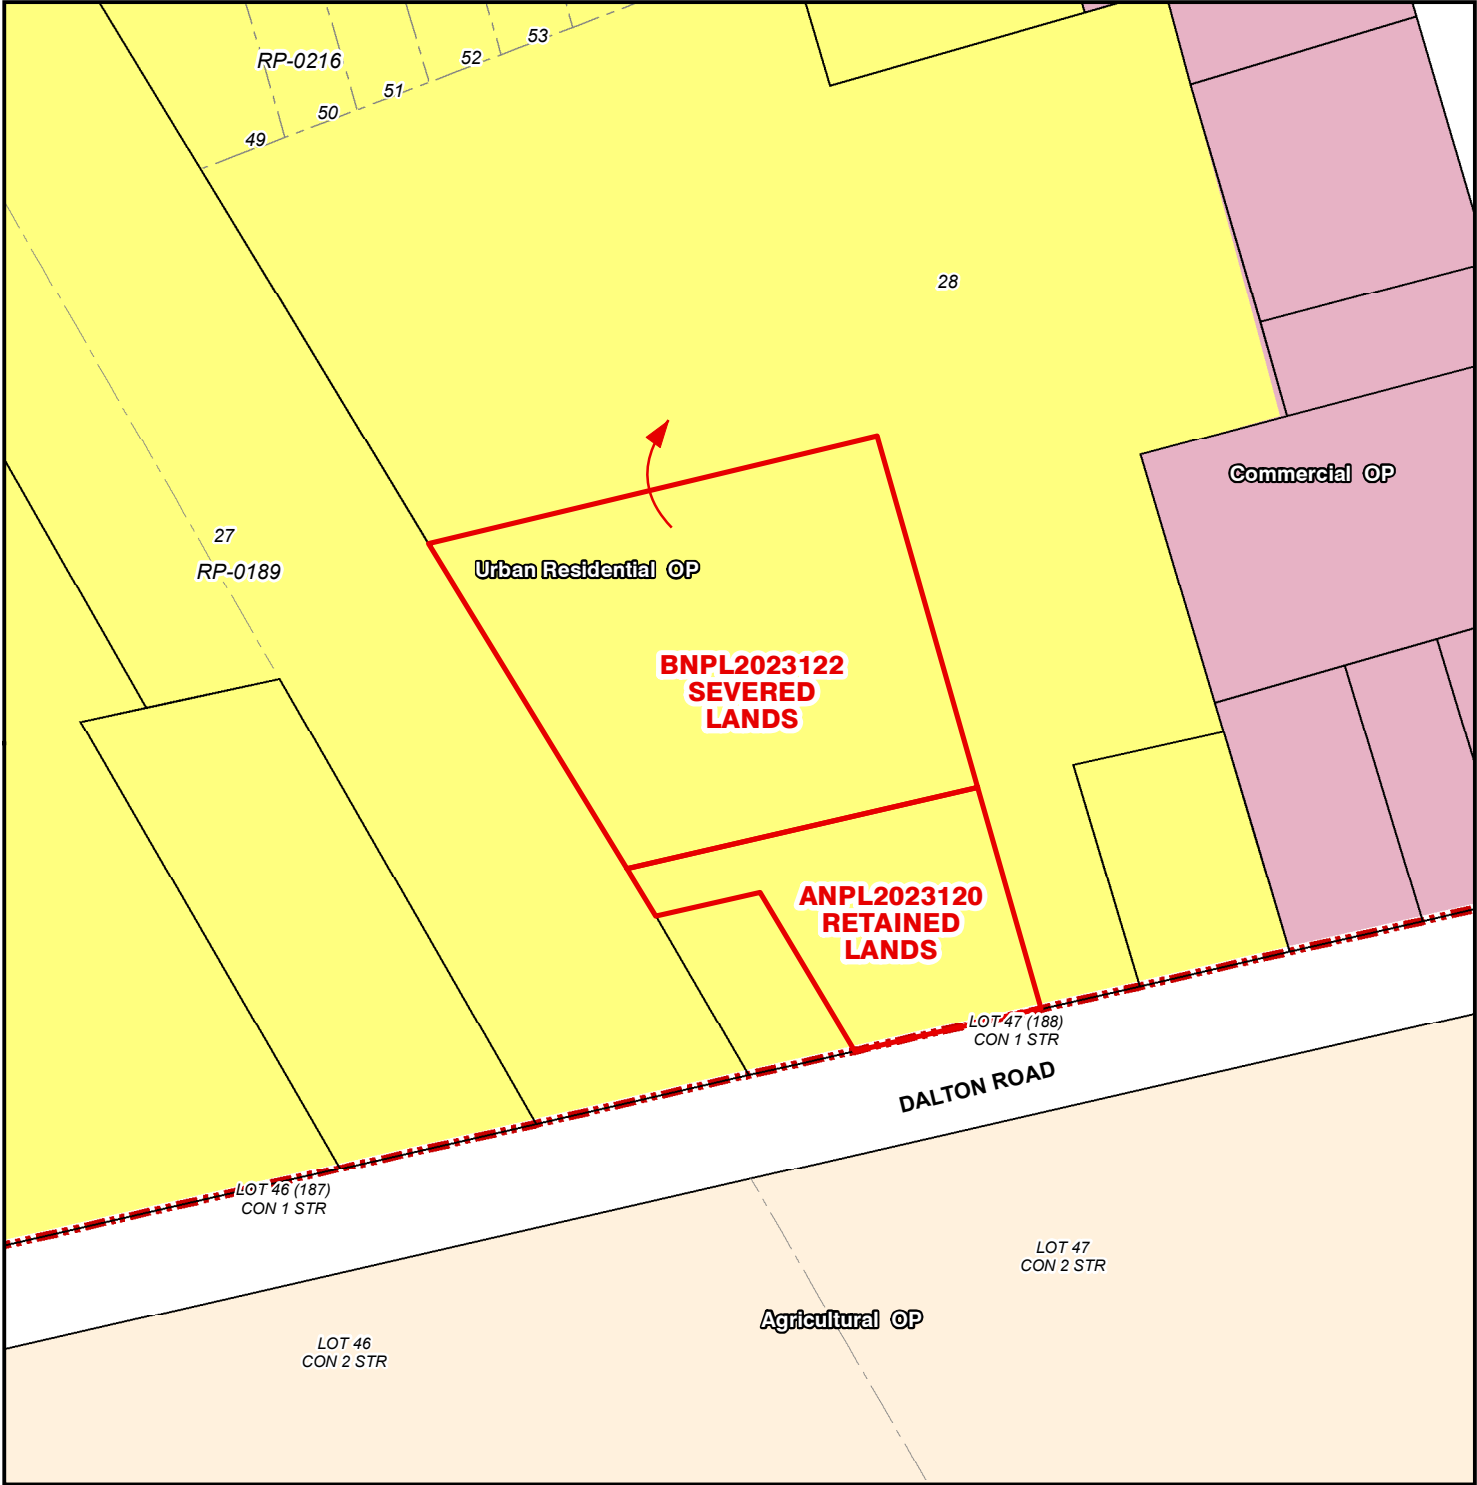 53
52
RP-0216
51
50
49
28
Commercial OP
27
RP-0189
Urban Residential OP
BNPL2023122
SEVERED
LANDS
ANPL2023120
RETAINED
LANDS
LOT 47 (188)
CON 1 STR
DALTON ROAD
LOT 46 (187)
CON 1 STR
LOT 47
CON 2 STR
Agricultural OP
LOT 46
CON 2 STR